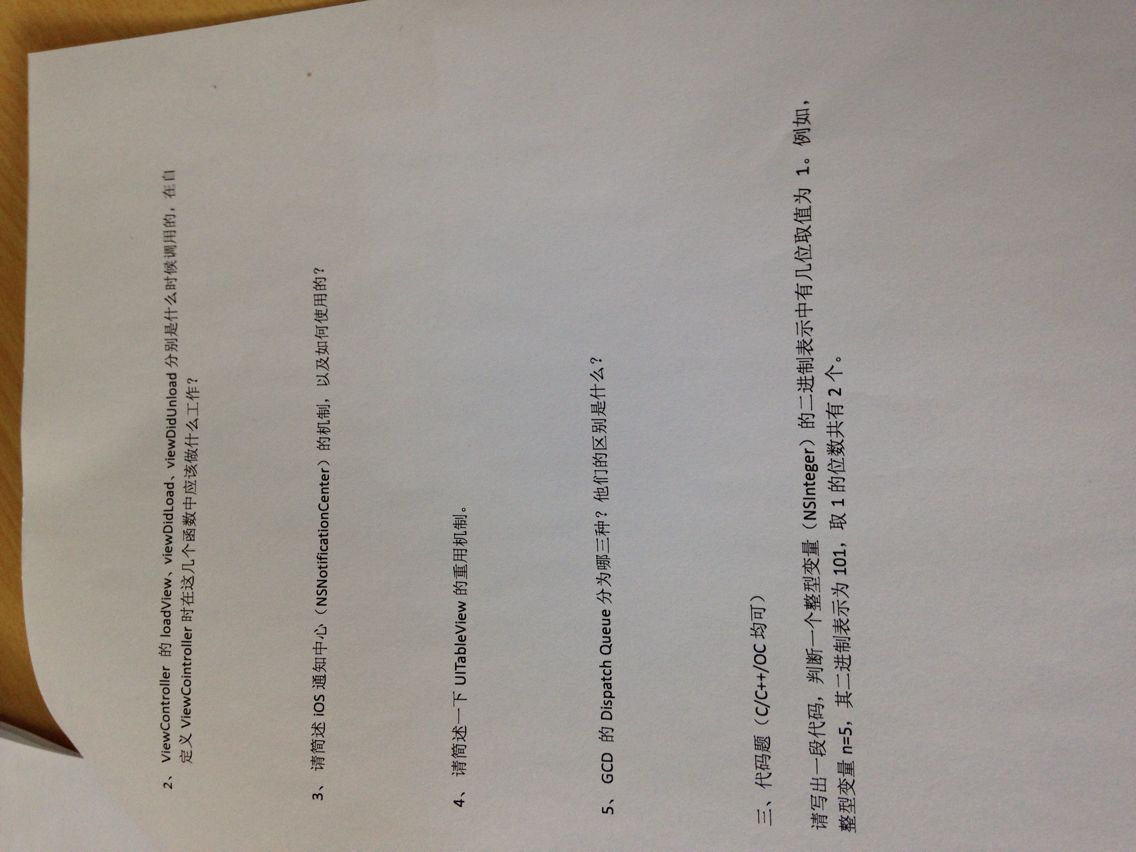 2、 ViewController 的 loadView、viewDidLoad、viewDidUnload 分别是什么时候调用的，在自
定义 ViewCointroller 时在这几个函数中应该做什么工作？
3、 请简述 iOS 通知中心（NSNotificationCenter）的机制，以及如何使用的？
4、 请简述一下 UITableView 的重用机制。
5、 GCD 的 Dispatch Queue 分为哪三种？他们的区别是什么？
三、代码题（C/C++/OC 均可）
请写出一段代码，判断一个整型变量（NSInteger）的二进制表示中有几位取值为 1。例如，
整型变量 n=5，其二进制表示为 101，取 1 的位数共有 2 个。